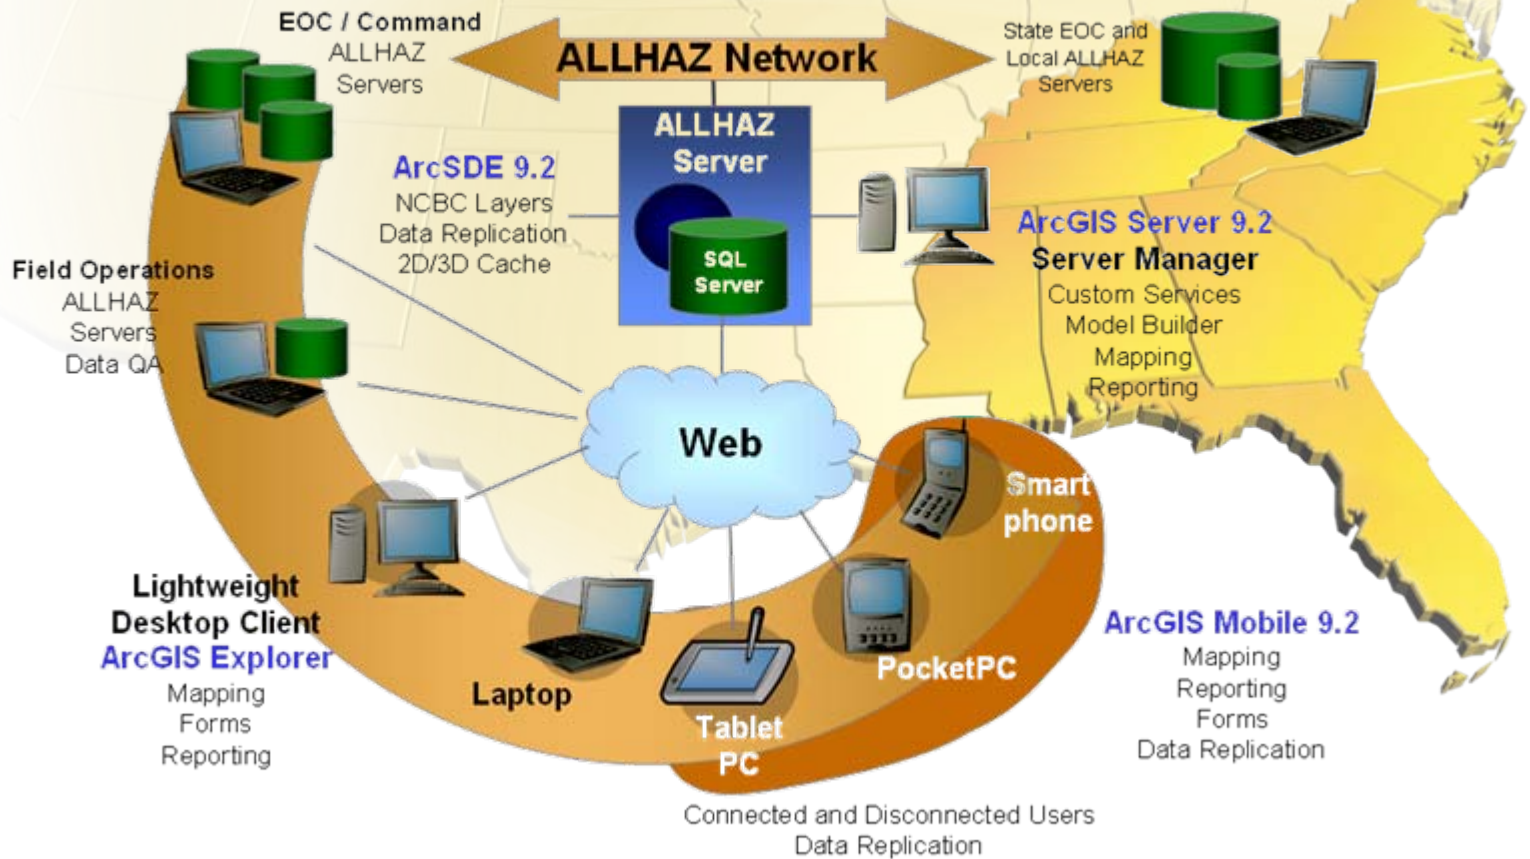 EOC / Command
ALLHAZ
Servers
ALLHAZ Network
State EOC and
Local ALLHAZ
Servers
ALLHAZ
Server
SQL
Server
ArcSDE 9.2
NCBC Layers
Data Replication
2D/3D Cache
ArcGIS Server 9.2
Server Manager
Custom Services
Model Builder
Mapping
Reporting
Field Operations
ALLHAZ
Servers
Data QA
Web
Smart
phone
Lightweight
Desktop Client
ArcGIS Explorer
Mapping
Forms
Reporting
Laptop
Tablet
PC
PocketPC
ArcGIS Mobile 9.2
Mapping
Reporting
Forms
Data Replication
Connected and Disconnected Users
Data Replication